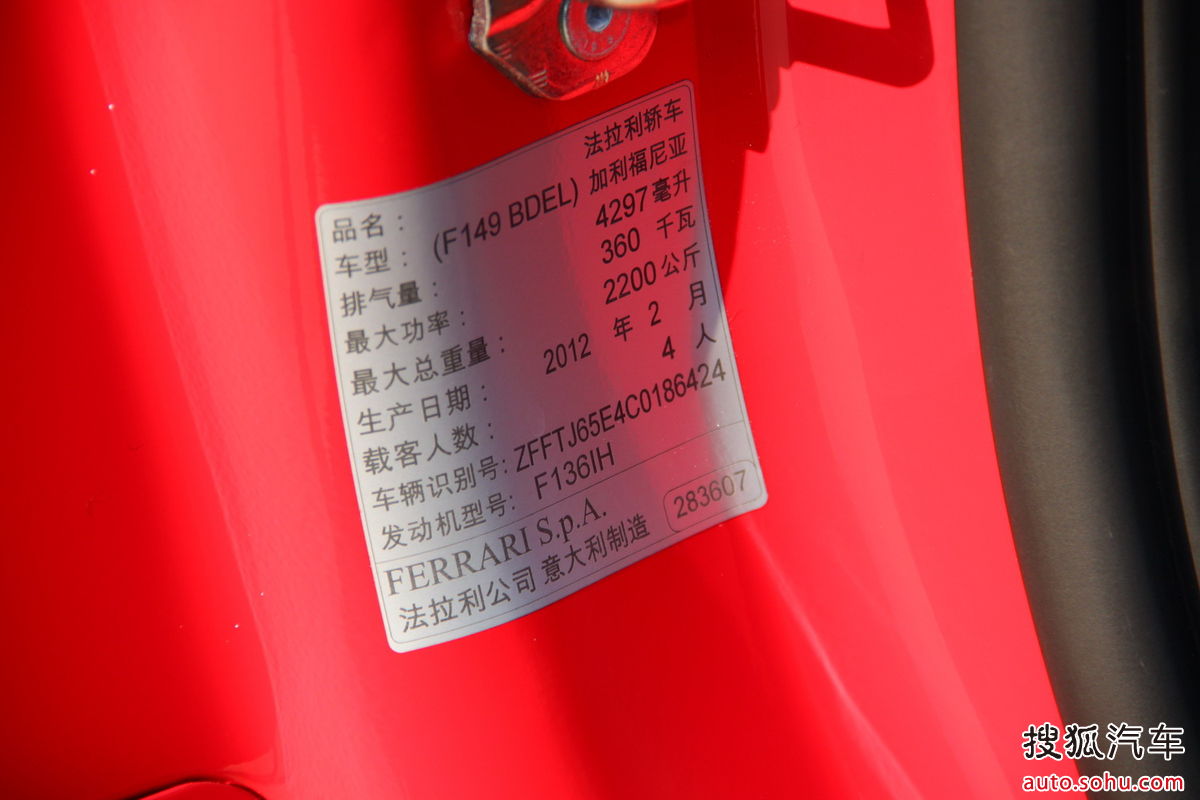 品名： 法拉利轿车
车型： (F149 BDEL) 加利福尼亚
排气量： 4297毫升
最大功率： 360 千瓦
最大总重量： 2200公斤
生产日期： 2012 年 2 月
载客人数： 4 人
车辆识别号: ZFFTJ65E4C0186424
发动机型号: F136IH
FERRARI S.p.A.
法拉利公司 意大利制造 283607
搜狐汽车
auto.sohu.com